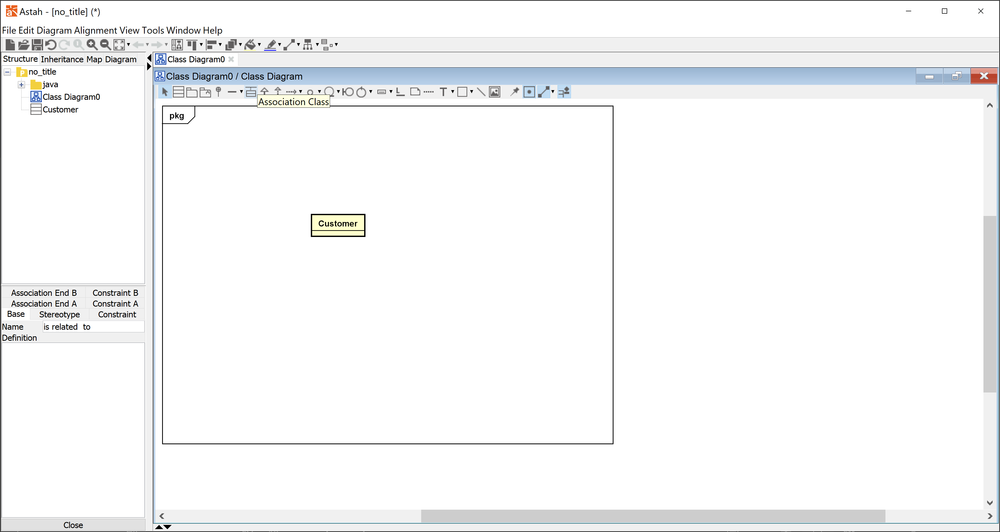 Astah - [no_title] (*)
File Edit Diagram Alignment View Tools Window Help
Structure Inheritance Map Diagram
no_title
java
Class Diagram0
Customer
Class Diagram0
Class Diagram0 / Class Diagram
Association Class
pkg
Customer
Association End B Constraint B
Association End A Constraint A
Base Stereotype Constraint
Name is related  to
Definition
Close